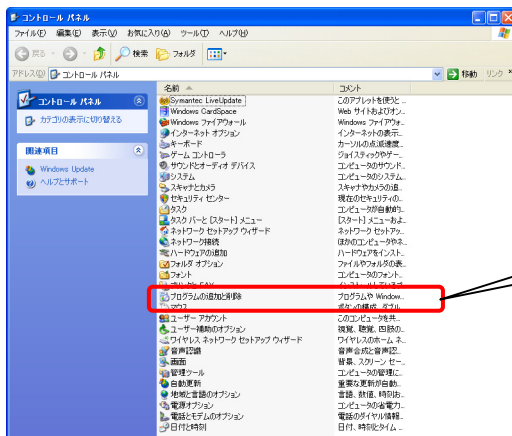 コントロール パネル
ファイル(F) 編集(E) 表示(V) お気に入り(A) ツール(T) ヘルプ(H)
戻る 検索 フォルダ
アドレス(D) コントロール パネル 移動 リンク »
コントロール パネル
カテゴリの表示に切り替える
関連項目
Windows Update
ヘルプとサポート
名前 コメント
Symantec LiveUpdate このアプレットを使うと ...
Windows CardSpace Web サイトおよびオン...
Windows ファイアウォール Windows ファイアウォ...
インターネット オプション インターネットの表示...
キーボード カーソルの点滅速度...
ゲーム コントローラ ジョイスティックやゲー...
サウンドとオーディオ デバイス コンピュータのサウンド...
システム コンピュータのシステム...
スキャナとカメラ スキャナやカメラの追...
セキュリティ センター 現在のセキュリティの...
タスク コンピュータが自動的...
タスク バーと [スタート] メニュー [スタート] メニューおよ...
ネットワーク セットアップ ウィザード ネットワーク セットアッ...
ネットワーク接続 ほかのコンピュータやネ...
ハードウェアの追加 ハードウェアをインスト...
フォルダ オプション ファイルやフォルダの表...
フォント コンピュータのフォント...
プログラムの追加と削除 プログラムや Window...
マウス ボタンの構成、ダブル...
ユーザー アカウント このコンピュータを共...
ユーザー補助のオプション 視覚、聴覚、四肢の...
ワイヤレス ネットワーク セットアップ ウィザード ワイヤレスのホーム ネ...
音声認識 音声合成と音声認...
画面 背景、スクリーン セー...
管理ツール コンピュータの管理に...
自動更新 重要な更新が自動...
地域と言語のオプション 言語、数値、時刻お...
電源オプション コンピュータの省電力...
電話とモデムのオプション 電話のダイヤル情報...
日付と時刻 日付、時刻とタイム ...